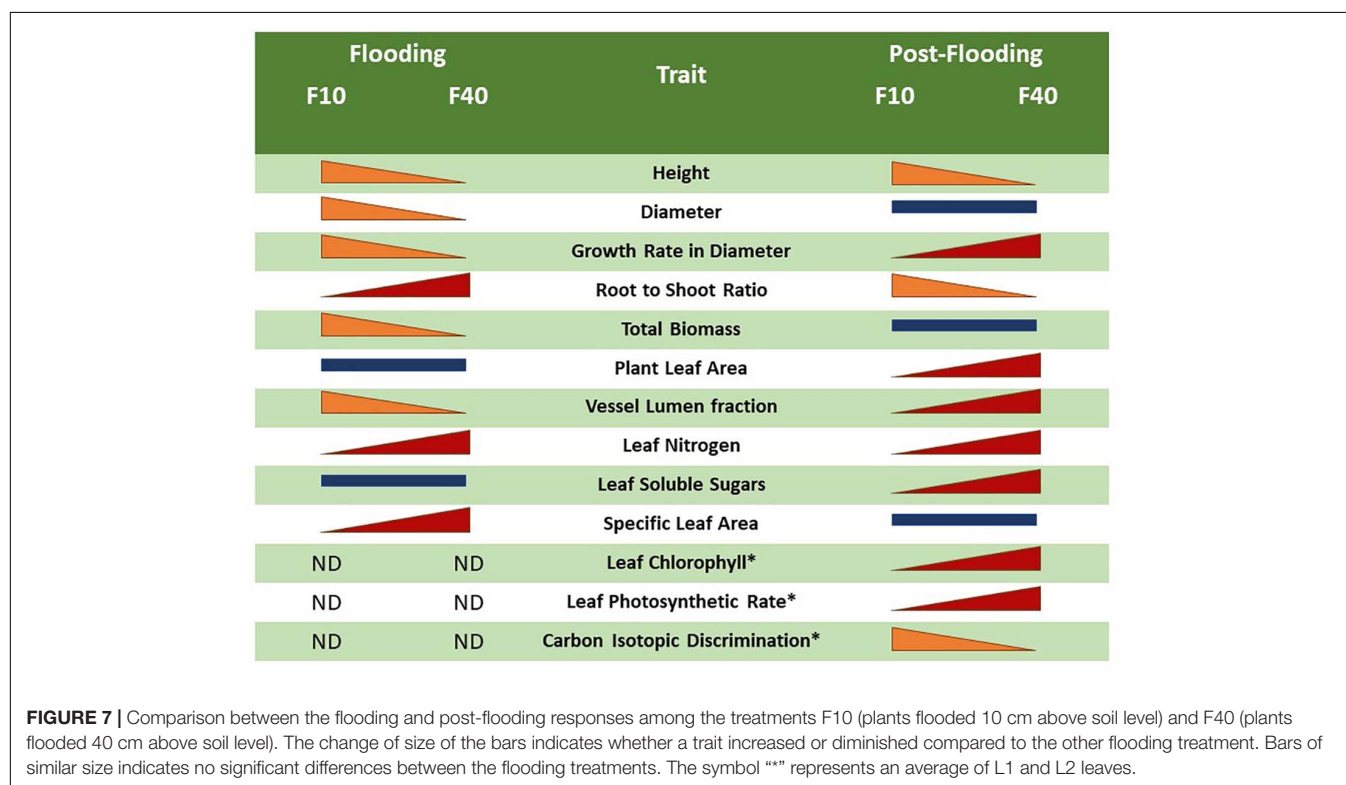 Flooding Trait Post-Flooding
F10 F40 F10 F40
Height
Diameter
Growth Rate in Diameter
Root to Shoot Ratio
Total Biomass
Plant Leaf Area
Vessel Lumen fraction
Leaf Nitrogen
Leaf Soluble Sugars
Specific Leaf Area
ND ND Leaf Chlorophyll*
ND ND Leaf Photosynthetic Rate*
ND ND Carbon Isotopic Discrimination*
FIGURE 7 | Comparison between the flooding and post-flooding responses among the treatments F10 (plants flooded 10 cm above soil level) and F40 (plants
flooded 40 cm above soil level). The change of size of the bars indicates whether a trait increased or diminished compared to the other flooding treatment. Bars of
similar size indicates no significant differences between the flooding treatments. The symbol “*” represents an average of L1 and L2 leaves.